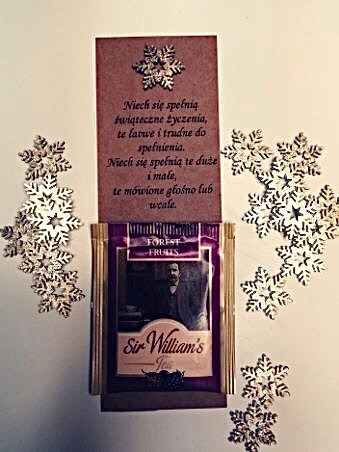 Niech się spełnią
świąteczne życzenia,
te łatwe i trudne do
spełnienia.
Niech się spełnią te duże
i małe,
te mówione głośno lub
wcale.
FOREST
FRUITS
Sir William's
Tea